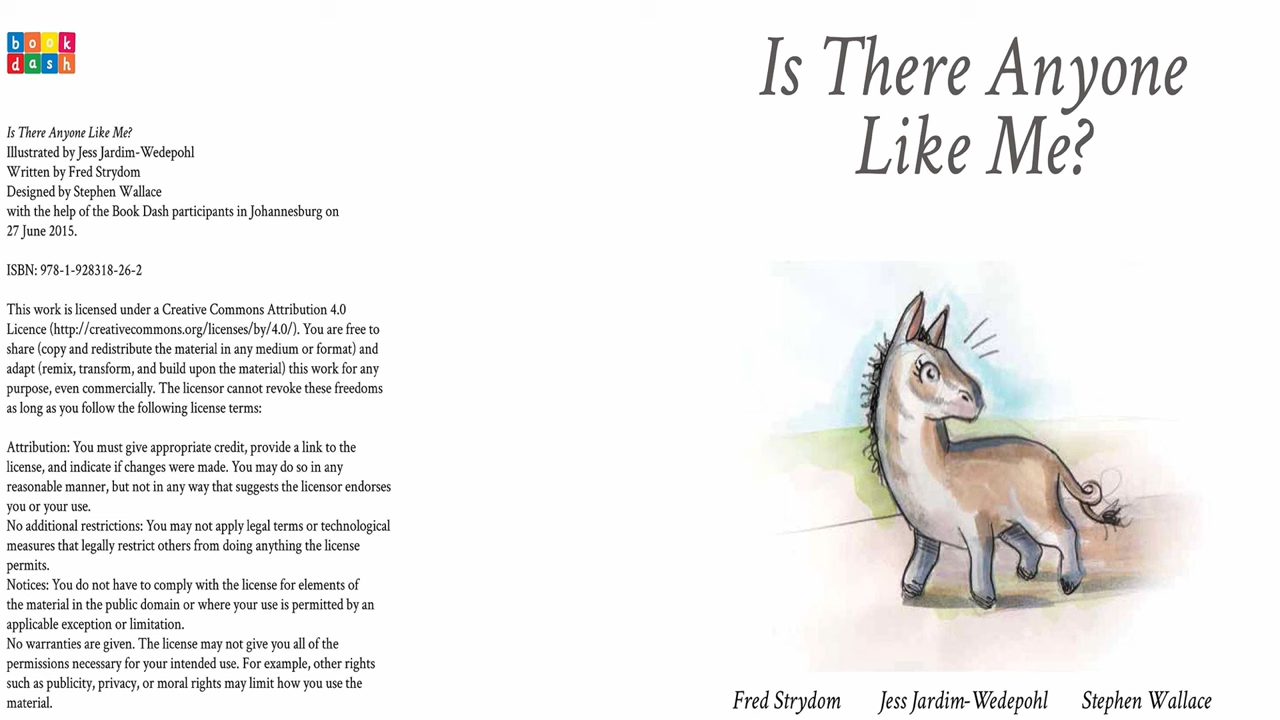 book
dash
Is There Anyone Like Me?
Illustrated by Jess Jardim-Wedepohl
Written by Fred Strydom
Designed by Stephen Wallace
with the help of the Book Dash participants in Johannesburg on
27 June 2015.
ISBN: 978-1-928318-26-2
This work is licensed under a Creative Commons Attribution 4.0
Licence (http://creativecommons.org/licenses/by/4.0/). You are free to
share (copy and redistribute the material in any medium or format) and
adapt (remix, transform, and build upon the material) this work for any
purpose, even commercially. The licensor cannot revoke these freedoms
as long as you follow the following license terms:
Attribution: You must give appropriate credit, provide a link to the
license, and indicate if changes were made. You may do so in any
reasonable manner, but not in any way that suggests the licensor endorses
you or your use.
No additional restrictions: You may not apply legal terms or technological
measures that legally restrict others from doing anything the license
permits.
Notices: You do not have to comply with the license for elements of
the material in the public domain or where your use is permitted by an
applicable exception or limitation.
No warranties are given. The license may not give you all of the
permissions necessary for your intended use. For example, other rights
such as publicity, privacy, or moral rights may limit how you use the
material.
Is There Anyone
Like Me?
Fred Strydom Jess Jardim-Wedepohl Stephen Wallace